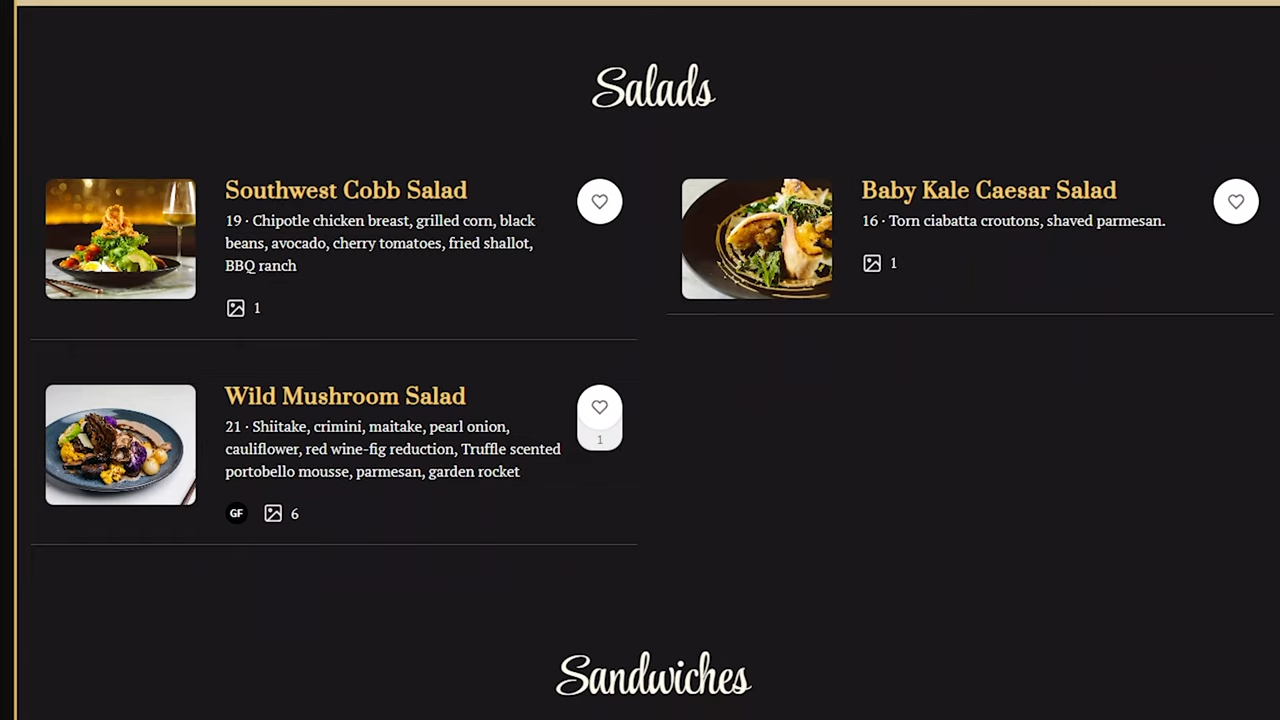 Salads
Southwest Cobb Salad
19 · Chipotle chicken breast, grilled corn, black
beans, avocado, cherry tomatoes, fried shallot,
BBQ ranch
1
Baby Kale Caesar Salad
16 · Torn ciabatta croutons, shaved parmesan.
1
Wild Mushroom Salad
21 · Shiitake, crimini, maitake, pearl onion,
cauliflower, red wine-fig reduction, Truffle scented
portobello mousse, parmesan, garden rocket
1
GF 6
Sandwiches